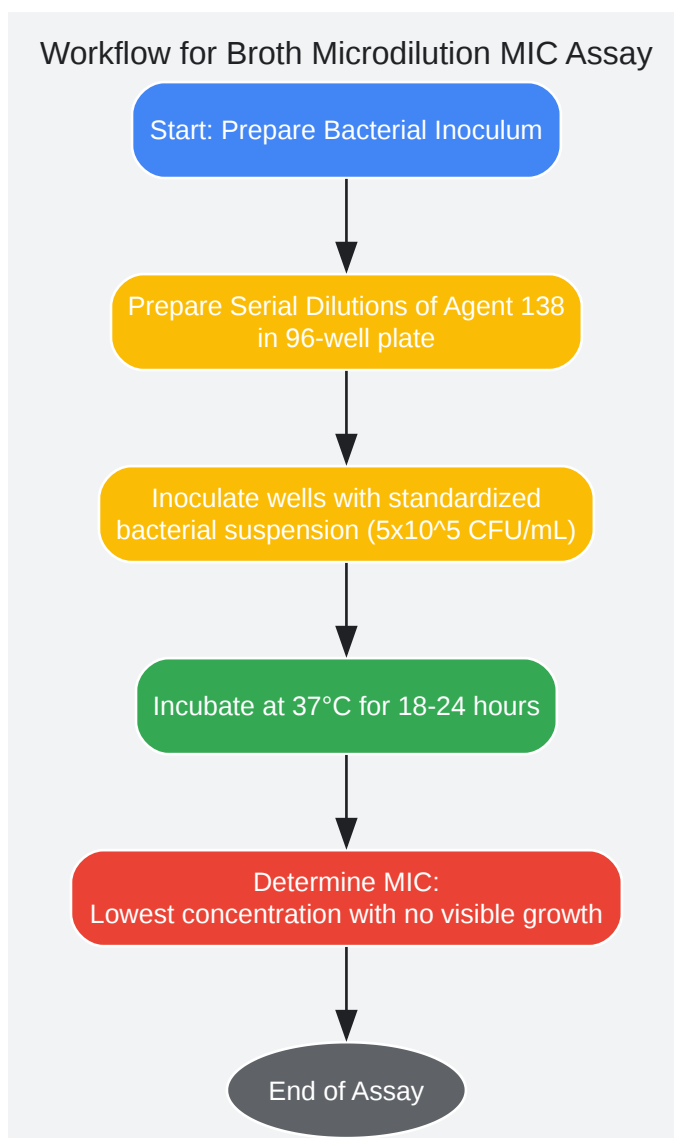 Workflow for Broth Microdilution MIC Assay
Start: Prepare Bacterial Inoculum
Prepare Serial Dilutions of Agent 138
in 96-well plate
Inoculate wells with standardized
bacterial suspension (5x10^5 CFU/mL)
Incubate at 37°C for 18-24 hours
Determine MIC:
Lowest concentration with no visible growth
End of Assay